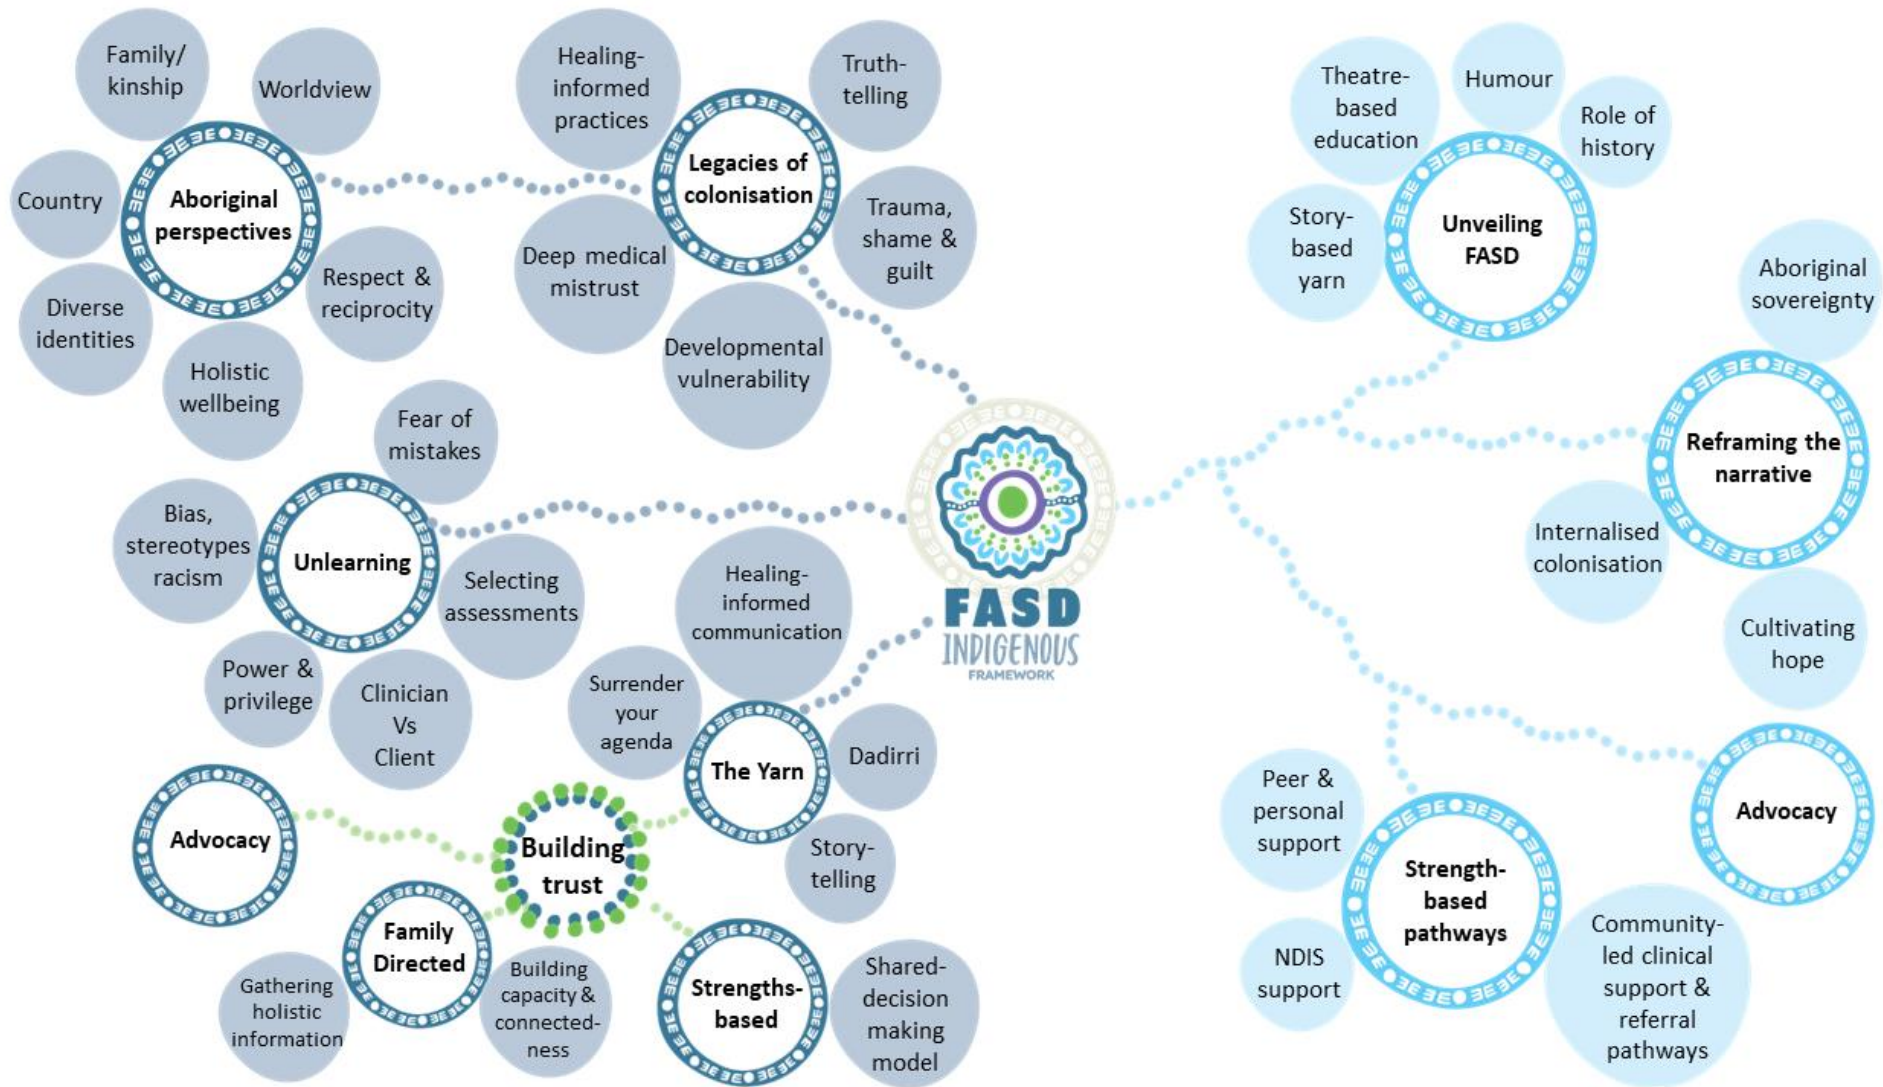 Family/
kinship
Worldview
Country
Aboriginal
perspectives
Respect &
reciprocity
Diverse
identities
Holistic
wellbeing
Healing-
informed
practices
Truth-
telling
Legacies of
colonisation
Trauma,
shame &
guilt
Deep medical
mistrust
Developmental
vulnerability
Fear of
mistakes
Bias,
stereotypes
racism
Unlearning
Selecting
assessments
Power &
privilege
Clinician
Vs
Client
Healing-
informed
communication
Surrender
your
agenda
The Yarn
Dadirri
Story-
telling
Advocacy
Building
trust
Family
Directed
Gathering
holistic
information
Building
capacity &
connected-
ness
Strengths-
based
Shared-
decision
making
model
FASD
INDIGENOUS
FRAMEWORK
Theatre-
based
education
Humour
Role of
history
Story-
based
yarn
Unveiling
FASD
Aboriginal
sovereignty
Reframing the
narrative
Internalised
colonisation
Cultivating
hope
Peer &
personal
support
Strength-
based
pathways
Advocacy
NDIS
support
Community-
led clinical
support &
referral
pathways